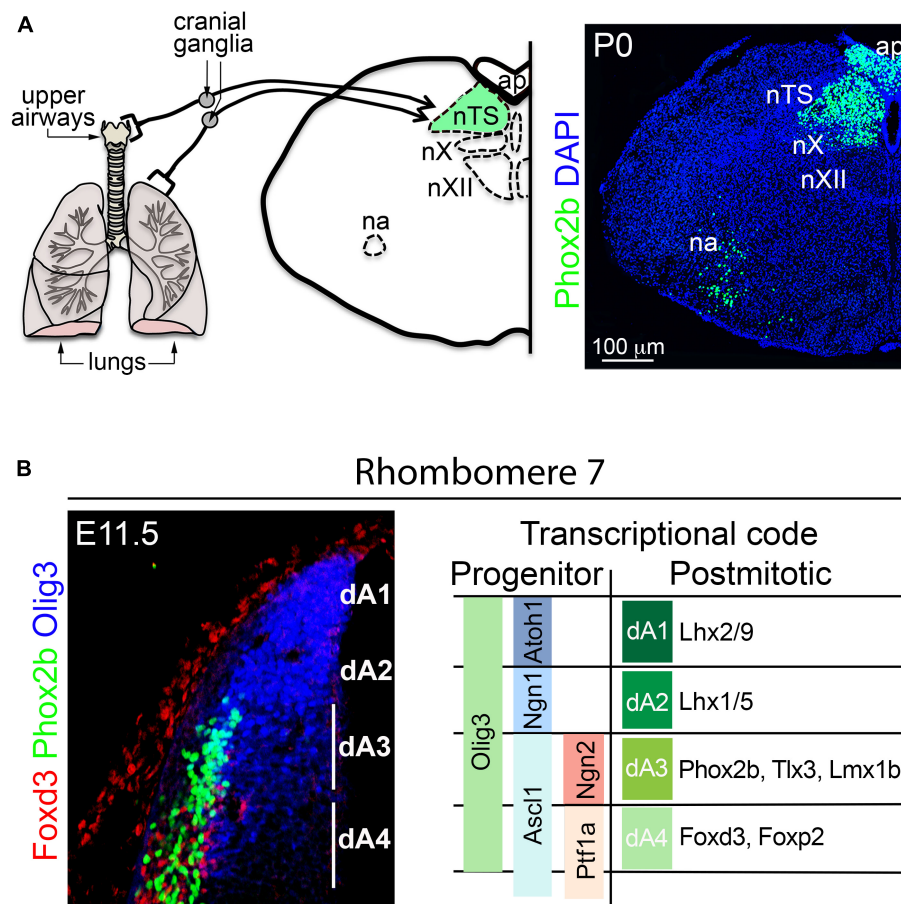 A
cranial
ganglia
upper
airways
lungs
ap
nTS
nX
nXII
na
Phox2b DAPI
P0
ap
nTS
nX
nXII
na
100 µm
B
Rhombomere 7
Foxd3 Phox2b Olig3
E11.5
dA1
dA2
dA3
dA4
Transcriptional code
Progenitor Postmitotic
Olig3
Atoh1
Ngn1
Ascl1
Ngn2
Ptf1a
dA1 Lhx2/9
dA2 Lhx1/5
dA3 Phox2b, Tlx3, Lmx1b
dA4 Foxd3, Foxp2